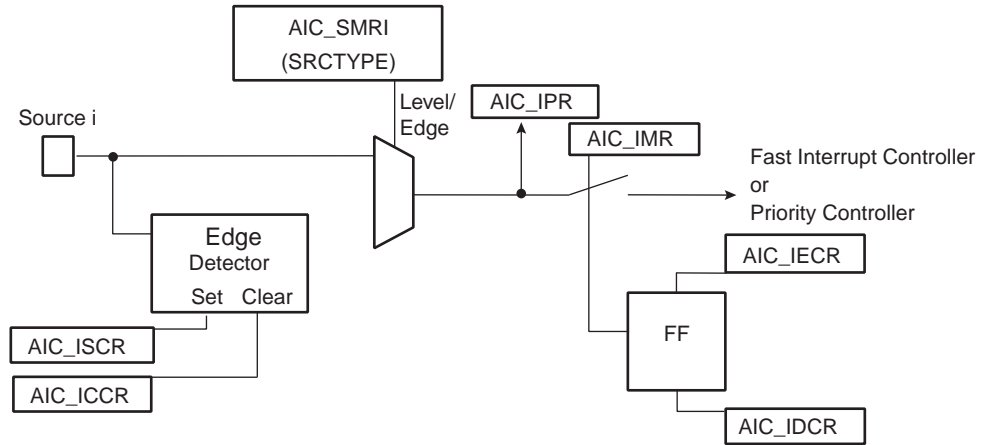 AIC_SMRI
(SRCTYPE)
Source i
Level/
Edge
AIC_IPR
AIC_IMR
Fast Interrupt Controller
or
Priority Controller
Edge
Detector
Set Clear
AIC_IECR
FF
AIC_ISCR
AIC_ICCR
AIC_IDCR